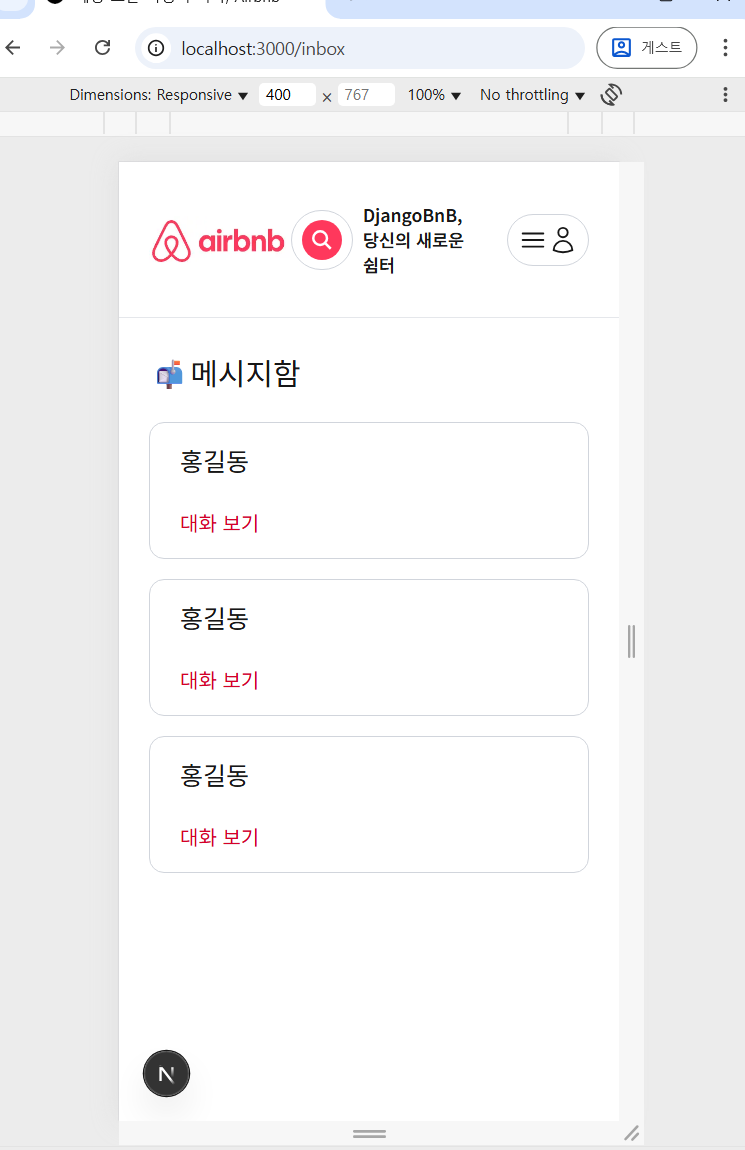 Airbnb
localhost:3000/inbox
게스트
Dimensions: Responsive ▼ 400 x 767 100% ▼ No throttling ▼
airbnb
DjangoBnB,
당신의 새로운
쉼터
📬 메시지함
홍길동
대화 보기
홍길동
대화 보기
홍길동
대화 보기
N